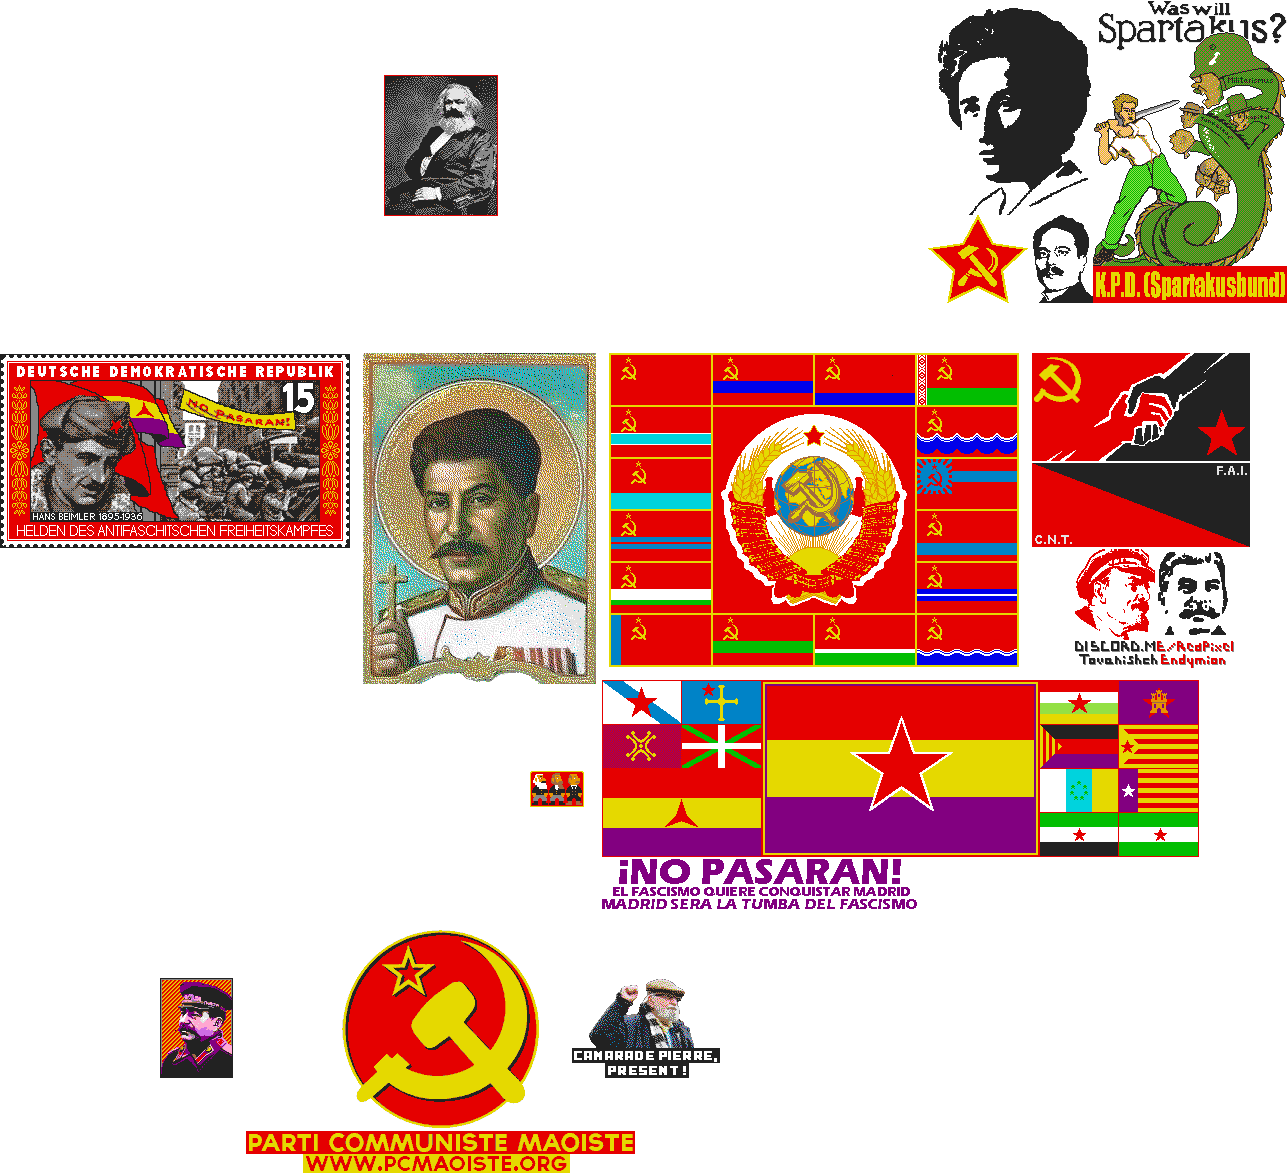 Was will
Spartakus?
Militarismus
Junkertum
Kapital
K.P.D. (Spartakusbund)
DEUTSCHE DEMOKRATISCHE REPUBLIK
15
NO PASARAN!
HANS BEIMLER 1895-1936
HELDEN DES ANTIFASCHITSCHEN FREIHEITSKAMPFES
F.A.I.
C.N.T.
DISCORD.ME/RedPixel
Tovarishch Endymion
¡NO PASARAN!
EL FASCISMO QUIERE CONQUISTAR MADRID
MADRID SERA LA TUMBA DEL FASCISMO
CAMARADE PIERRE,
PRESENT!
PARTI COMMUNISTE MAOISTE
WWW.PCMAOISTE.ORG